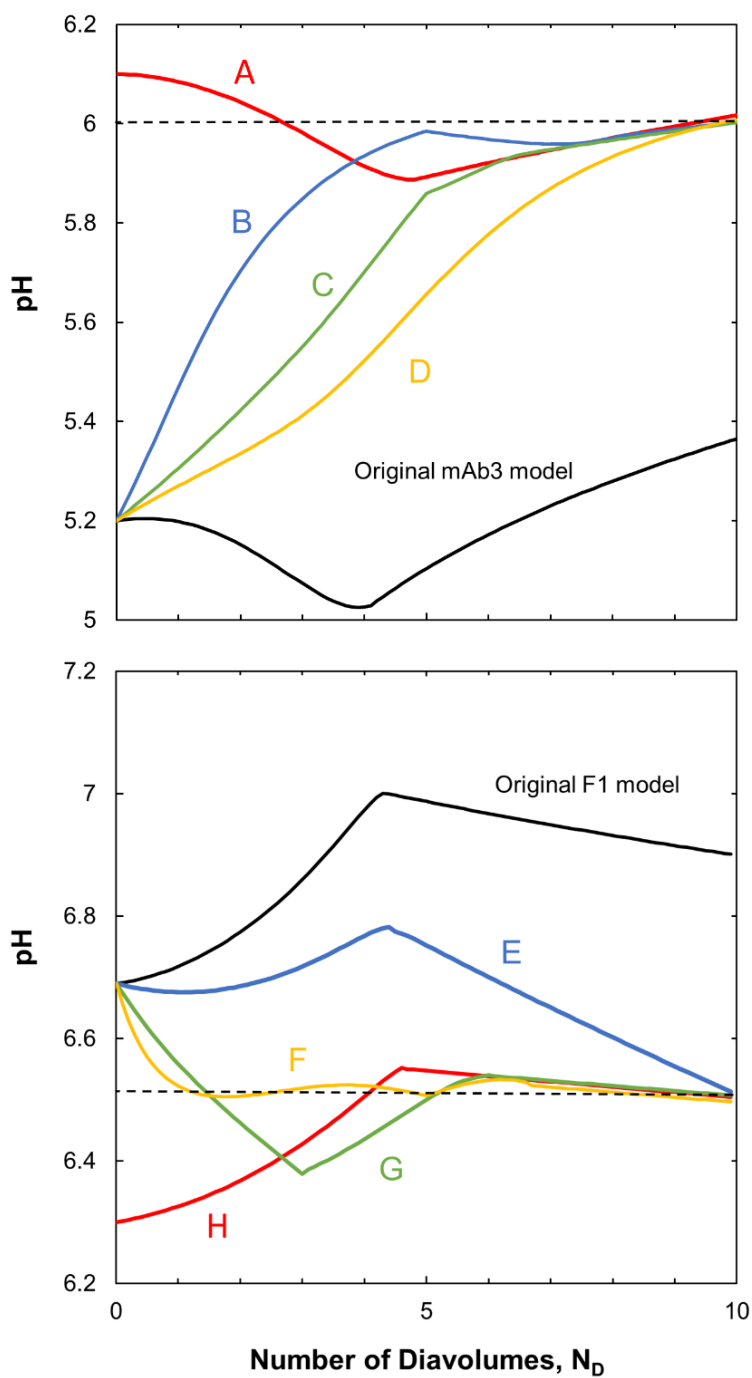 6.2
A
6
B
5.8
C
pH
5.6
D
5.4
Original mAb3 model
5.2
5
7.2
Original F1 model
7
6.8
E
pH
6.6
F
6.4
G
H
6.2
0
5
10
Number of Diavolumes, N_D